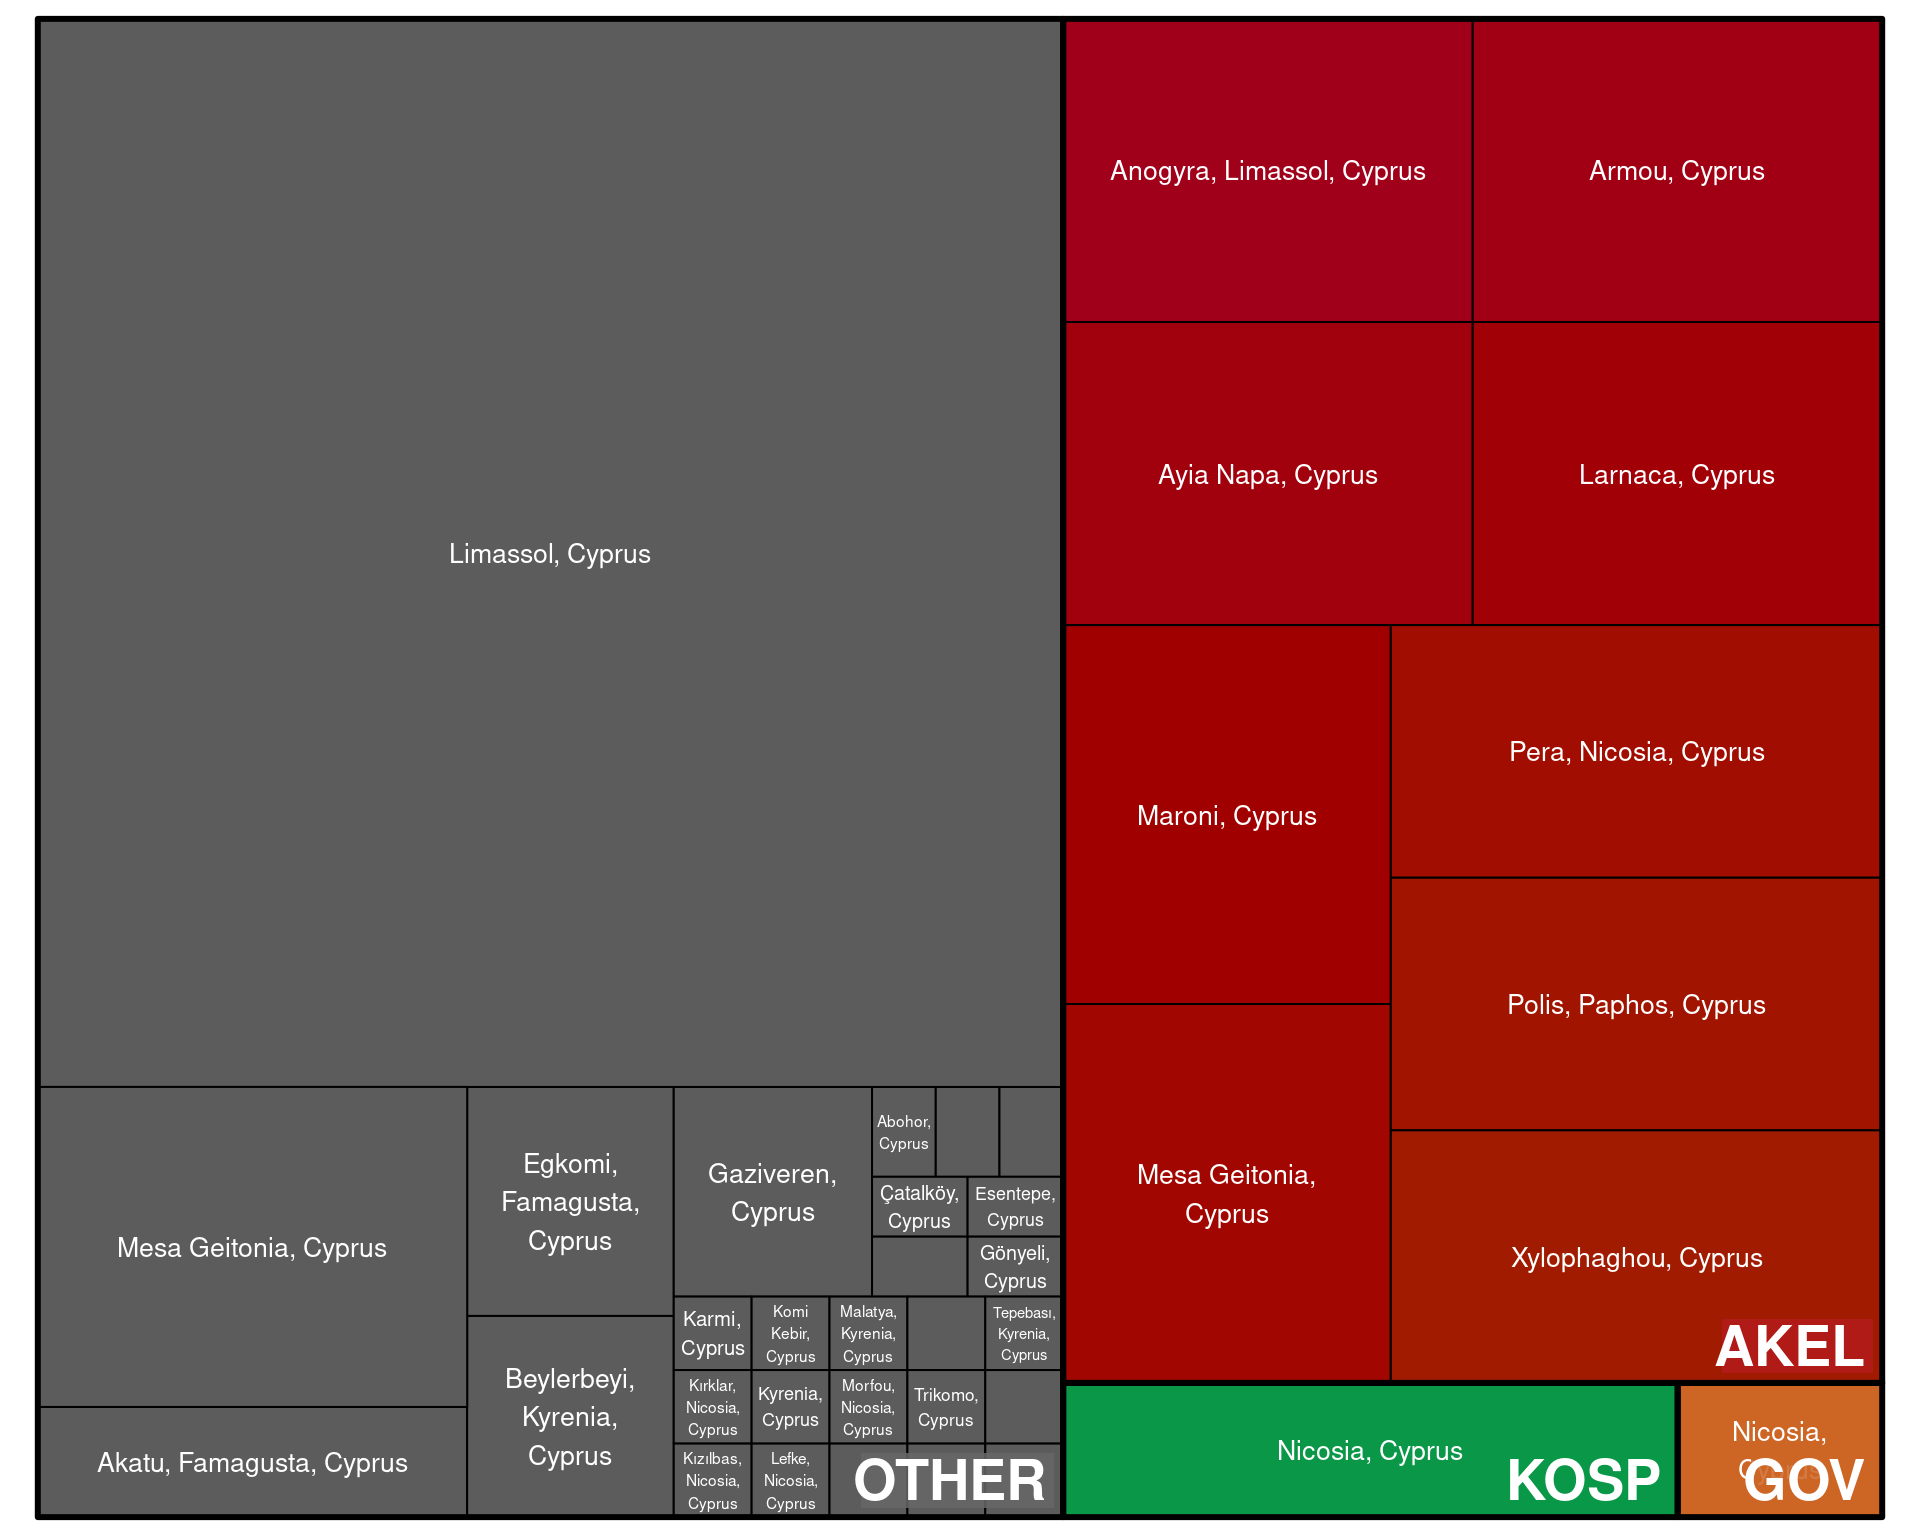 Limassol, Cyprus
Mesa Geitonia, Cyprus
Akatu, Famagusta, Cyprus
Egkomi,
Famagusta,
Cyprus
Beylerbeyi,
Kyrenia,
Cyprus
Gaziveren,
Cyprus
Abohor,
Cyprus
Çatalköy,
Cyprus
Esentepe,
Cyprus
Gönyeli,
Cyprus
Karmi,
Cyprus
Komi
Kebir,
Cyprus
Malatya,
Kyrenia,
Cyprus
Tepebası,
Kyrenia,
Cyprus
Kırklar,
Nicosia,
Cyprus
Kyrenia,
Cyprus
Morfou,
Nicosia,
Cyprus
Trikomo,
Cyprus
Kızılbas,
Nicosia,
Cyprus
Lefke,
Nicosia,
Cyprus
OTHER
Anogyra, Limassol, Cyprus
Armou, Cyprus
Ayia Napa, Cyprus
Larnaca, Cyprus
Maroni, Cyprus
Mesa Geitonia,
Cyprus
Pera, Nicosia, Cyprus
Polis, Paphos, Cyprus
Xylophaghou, Cyprus
AKEL
Nicosia, Cyprus
KOSP
Nicosia,
GOV